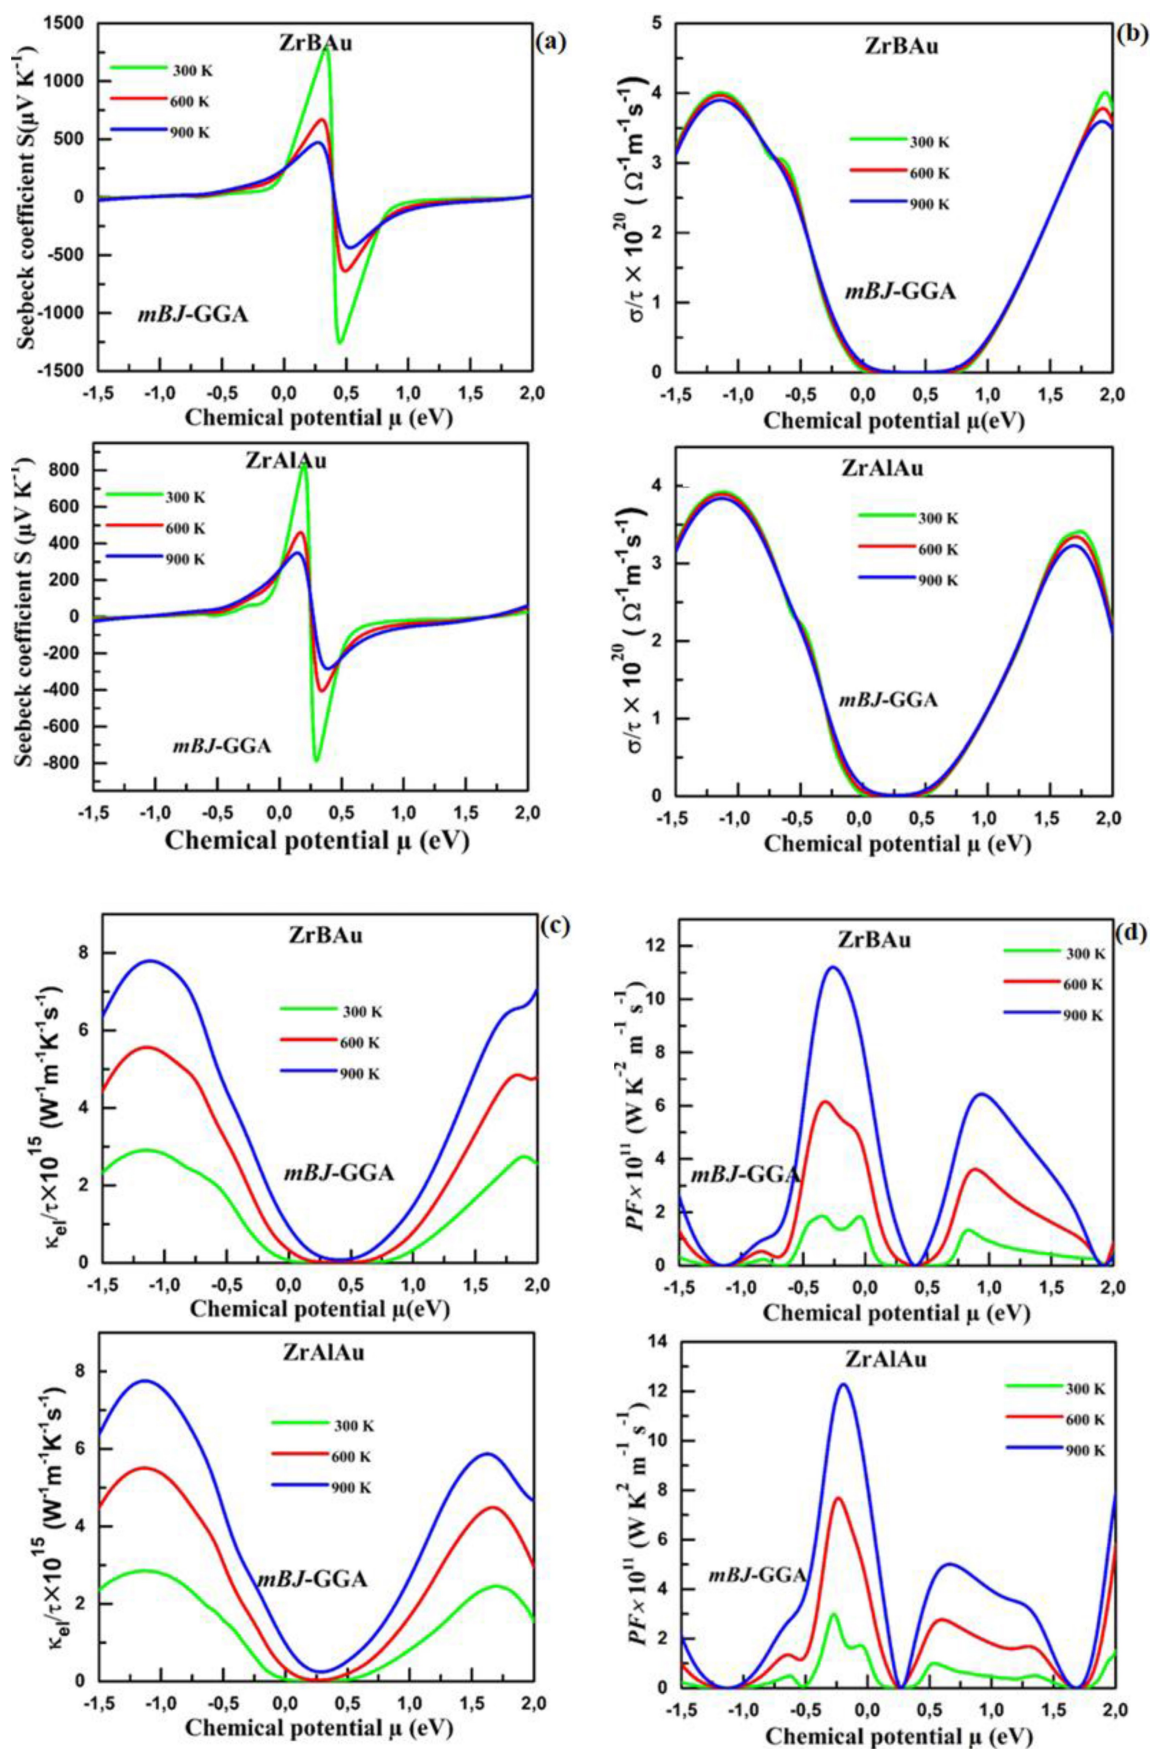 ZrBAu
(a)
1500
1000
500
0
-500
-1000
-1500
300 K
600 K
900 K
Seebeck coefficient S(µV K⁻¹)
mBJ-GGA
-1,5 -1,0 -0,5 0,0 0,5 1,0 1,5 2,0
Chemical potential µ (eV)
ZrBAu
(b)
5
4
3
2
1
0
300 K
600 K
900 K
σ/τ × 10²⁰ ( Ω⁻¹m⁻¹s⁻¹)
mBJ-GGA
-1,5 -1,0 -0,5 0,0 0,5 1,0 1,5 2,0
Chemical potential µ(eV)
ZrAlAu
800
600
400
200
0
-200
-400
-600
-800
300 K
600 K
900 K
Seebeck coefficient S (µV K⁻¹)
mBJ-GGA
-1,5 -1,0 -0,5 0,0 0,5 1,0 1,5 2,0
Chemical potential µ (eV)
ZrAlAu
4
3
2
1
0
300 K
600 K
900 K
σ/τ × 10²⁰ ( Ω⁻¹m⁻¹s⁻¹)
mBJ-GGA
-1,5 -1,0 -0,5 0,0 0,5 1,0 1,5 2,0
Chemical potential µ (eV)
ZrBAu
(c)
8
6
4
2
0
300 K
600 K
900 K
κel/τ×10¹⁵ (W⁻¹m⁻¹K⁻¹s⁻¹)
mBJ-GGA
-1,5 -1,0 -0,5 0,0 0,5 1,0 1,5 2,0
Chemical potential µ(eV)
ZrBAu
(d)
12
10
8
6
4
2
0
300 K
600 K
900 K
PF×10¹¹ (W K⁻² m⁻¹ s⁻¹)
mBJ-GGA
-1,5 -1,0 -0,5 0,0 0,5 1,0 1,5 2,0
Chemical potential µ (eV)
ZrAlAu
8
6
4
2
0
300 K
600 K
900 K
κel/τ×10¹⁵ (W⁻¹m⁻¹K⁻¹s⁻¹)
mBJ-GGA
-1,5 -1,0 -0,5 0,0 0,5 1,0 1,5 2,0
Chemical potential µ (eV)
ZrAlAu
14
12
10
8
6
4
2
0
300 K
600 K
900 K
PF×10¹¹ (W K² m⁻¹ s⁻¹)
mBJ-GGA
-1,5 -1,0 -0,5 0,0 0,5 1,0 1,5 2,0
Chemical potential µ (eV)